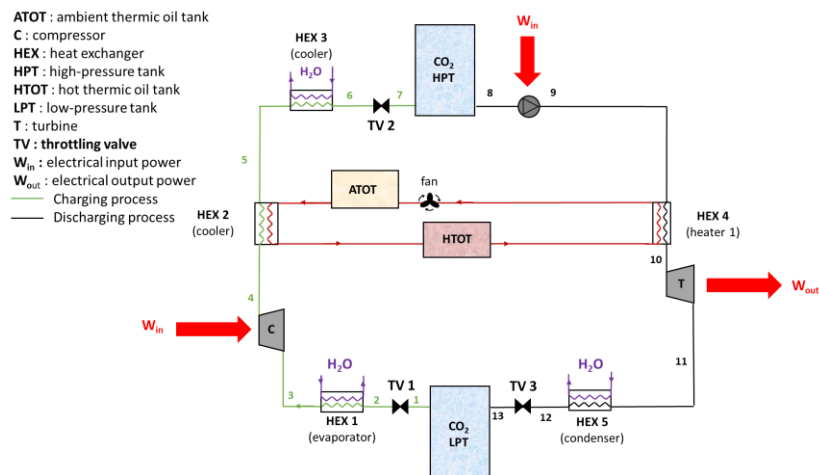 ATOT : ambient thermic oil tank
C : compressor
HEX : heat exchanger
HPT : high-pressure tank
HTOT : hot thermic oil tank
LPT : low-pressure tank
T : turbine
TV : throttling valve
Win : electrical input power
Wout : electrical output power
Charging process
Discharging process
HEX 3
(cooler)
H2O
6
TV 2
7
CO2
HPT
8
Win
9
5
HEX 2
(cooler)
ATOT
fan
HTOT
HEX 4
(heater 1)
10
T
Wout
4
Win
C
11
3
H2O
HEX 1
(evaporator)
2
TV 1
1
CO2
LPT
13
TV 3
12
H2O
HEX 5
(condenser)